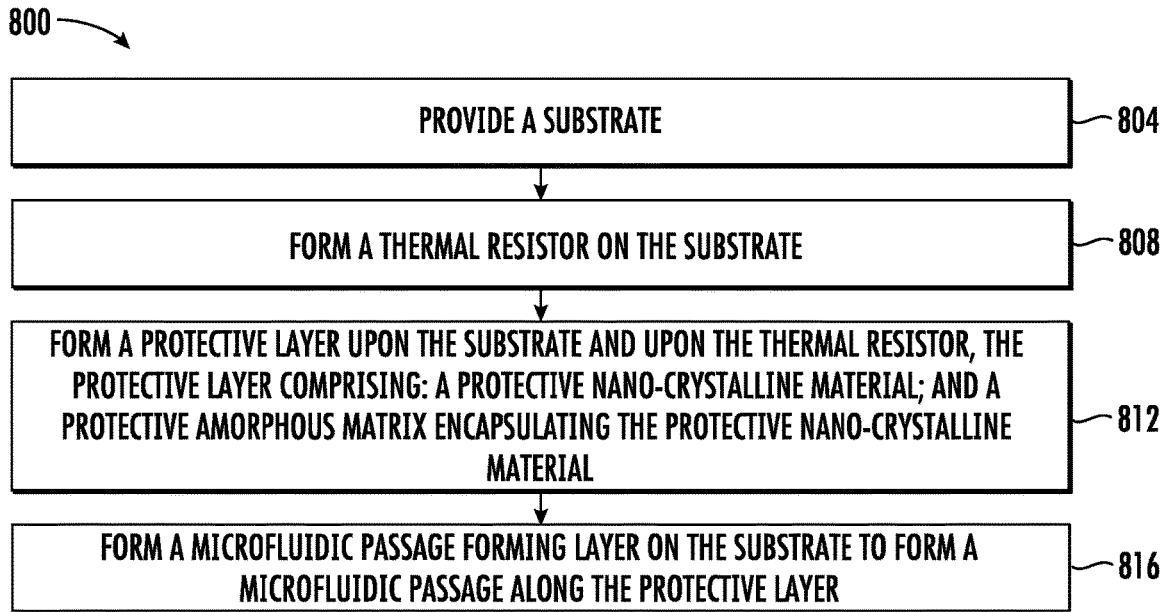 800
PROVIDE A SUBSTRATE
804
FORM A THERMAL RESISTOR ON THE SUBSTRATE
808
FORM A PROTECTIVE LAYER UPON THE SUBSTRATE AND UPON THE THERMAL RESISTOR, THE
PROTECTIVE LAYER COMPRISING: A PROTECTIVE NANO-CRYSTALLINE MATERIAL; AND A
PROTECTIVE AMORPHOUS MATRIX ENCAPSULATING THE PROTECTIVE NANO-CRYSTALLINE
MATERIAL
812
FORM A MICROFLUIDIC PASSAGE FORMING LAYER ON THE SUBSTRATE TO FORM A
MICROFLUIDIC PASSAGE ALONG THE PROTECTIVE LAYER
816